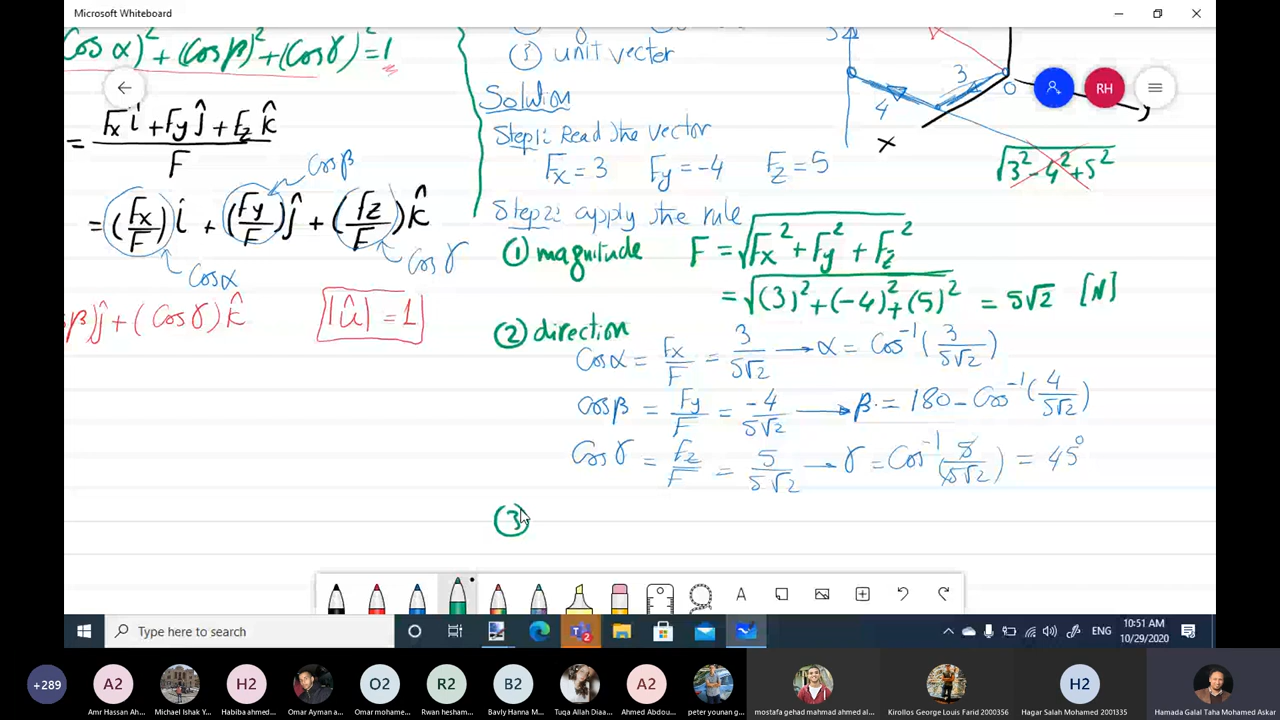 Microsoft Whiteboard
Cos α)² + (Cos β)² + (Cos γ)² = 1
= Fx i + Fy ĵ + Fz k̂ / F
Cos β
= (Fx/F) i + (Fy/F) ĵ + (Fz/F) k̂
Cos α
Cos γ
β) ĵ + (Cos γ) k̂
|û| = 1
③ unit vector
Solution
Step1: Read the vector
Fx = 3 Fy = -4 Fz = 5
Step2: apply the rule
① magnitude F = √(Fx² + Fy² + Fz²)
= √((3)² + (-4)² + (5)²) = 5√2 [N]
② direction
Cos α = Fx/F = 3/5√2 → α = Cos⁻¹(3/5√2)
Cos β = Fy/F = -4/5√2 → β = 180 - Cos⁻¹(4/5√2)
Cos γ = Fz/F = 5/5√2 → γ = Cos⁻¹(5/5√2) = 45°
③
3
4
O
x
y
√3² - 4² + 5²
RH
A
Type here to search
2
ENG
10:51 AM
10/29/2020
+289
A2
H2
O2
R2
B2
A2
H2
Amr Hassan Ah...
Michael Ishak Y...
Habiba ahmed...
Omar Ayman a...
Omar mohame...
Rwan hesham...
Bavly Hanna M...
Tuqa Allah Diaa...
Ahmed Abdou...
peter younan g...
mostafa gehad mahmad ahmed al...
Kirollos George Louis Farid 2000356
Hagar Salah Mohamed 2001335
Hamada Galal Taha Mohamed Askar